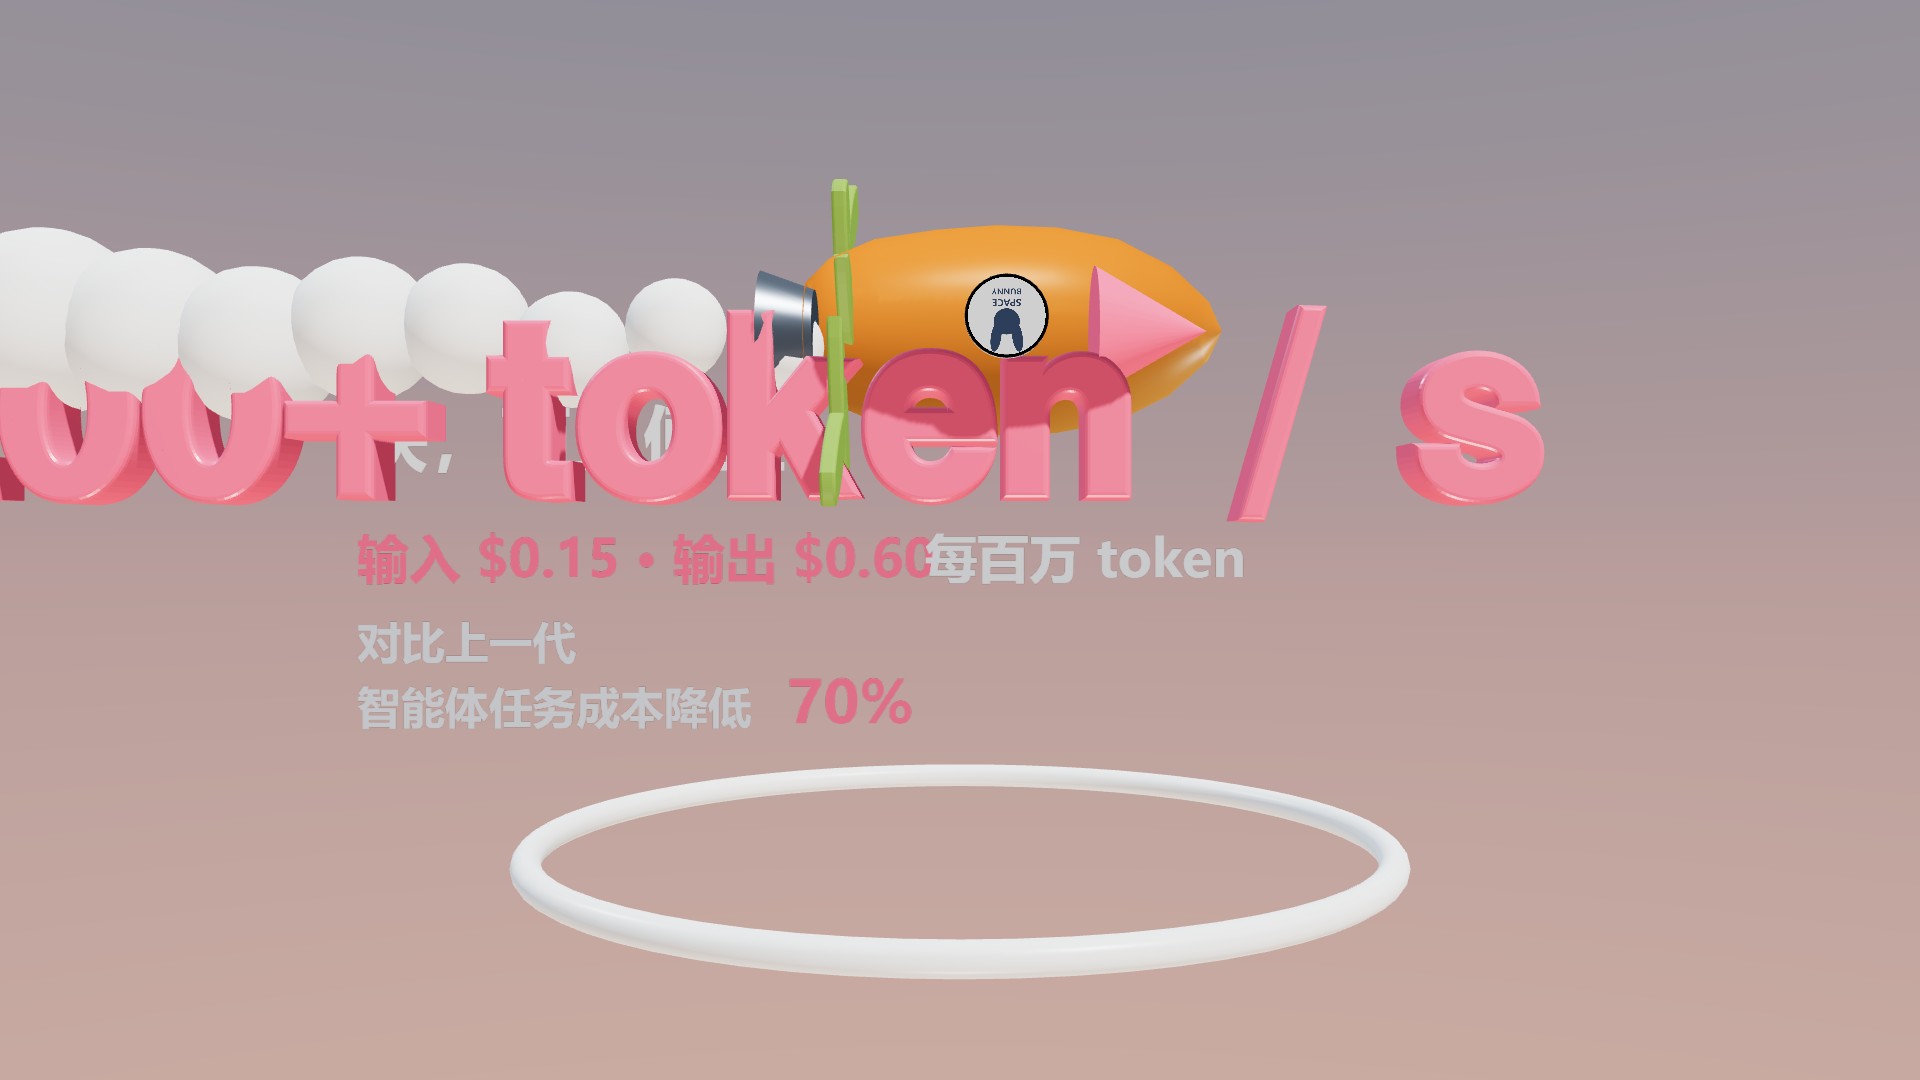 SPACE
BUNNY
00+ token / s
输入 $0.15 · 输出 $0.60 每百万 token
对比上一代
智能体任务成本降低 70%